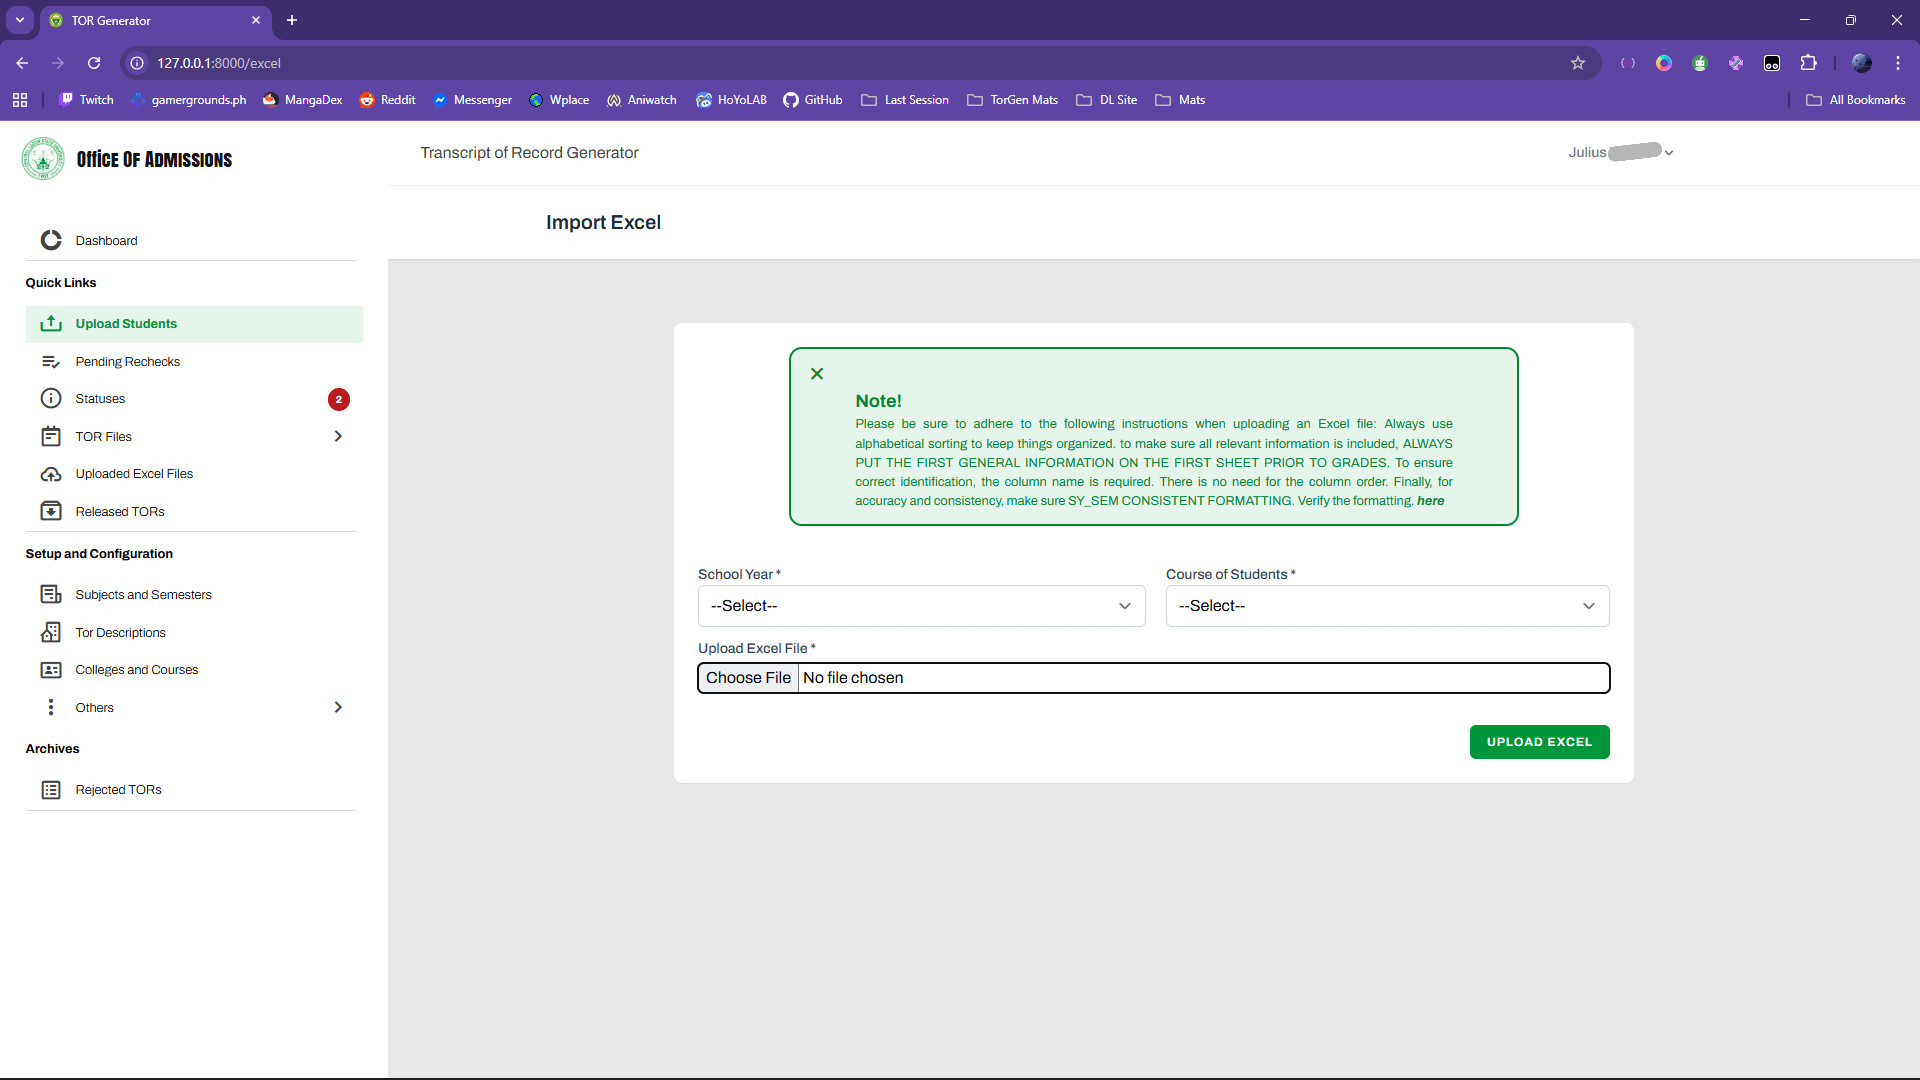 TOR Generator
127.0.0.1:8000/excel
Twitch
gamergrounds.ph
MangaDex
Reddit
Messenger
Wplace
Aniwatch
HoYoLAB
GitHub
Last Session
TorGen Mats
DL Site
Mats
All Bookmarks
Office Of Admissions
Transcript of Record Generator
Julius
Import Excel
Dashboard
Quick Links
Upload Students
Pending Rechecks
Statuses
2
TOR Files
Uploaded Excel Files
Released TORs
Setup and Configuration
Subjects and Semesters
Tor Descriptions
Colleges and Courses
Others
Archives
Rejected TORs
Note!
Please be sure to adhere to the following instructions when uploading an Excel file: Always use
alphabetical sorting to keep things organized. to make sure all relevant information is included, ALWAYS
PUT THE FIRST GENERAL INFORMATION ON THE FIRST SHEET PRIOR TO GRADES. To ensure
correct identification, the column name is required. There is no need for the column order. Finally, for
accuracy and consistency, make sure SY_SEM CONSISTENT FORMATTING. Verify the formatting. here
School Year *
--Select--
Course of Students *
--Select--
Upload Excel File *
Choose File No file chosen
UPLOAD EXCEL